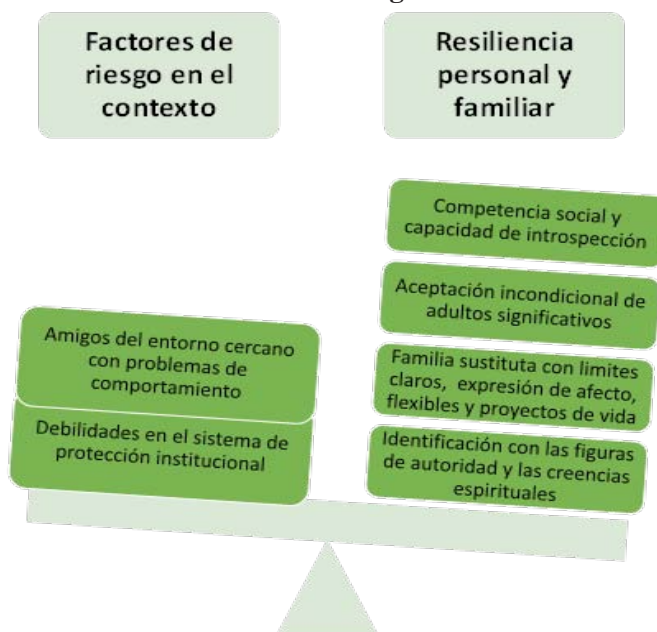 Factores de
riesgo en el
contexto
Resiliencia
personal y
familiar
Competencia social y
capacidad de introspección
Aceptación incondicional de
adultos significativos
Familia sustituta con limites
claros, expresión de afecto,
flexibles y proyectos de vida
Identificación con las figuras
de autoridad y las creencias
espirituales
Amigos del entorno cercano
con problemas de
comportamiento
Debilidades en el sistema de
protección institucional